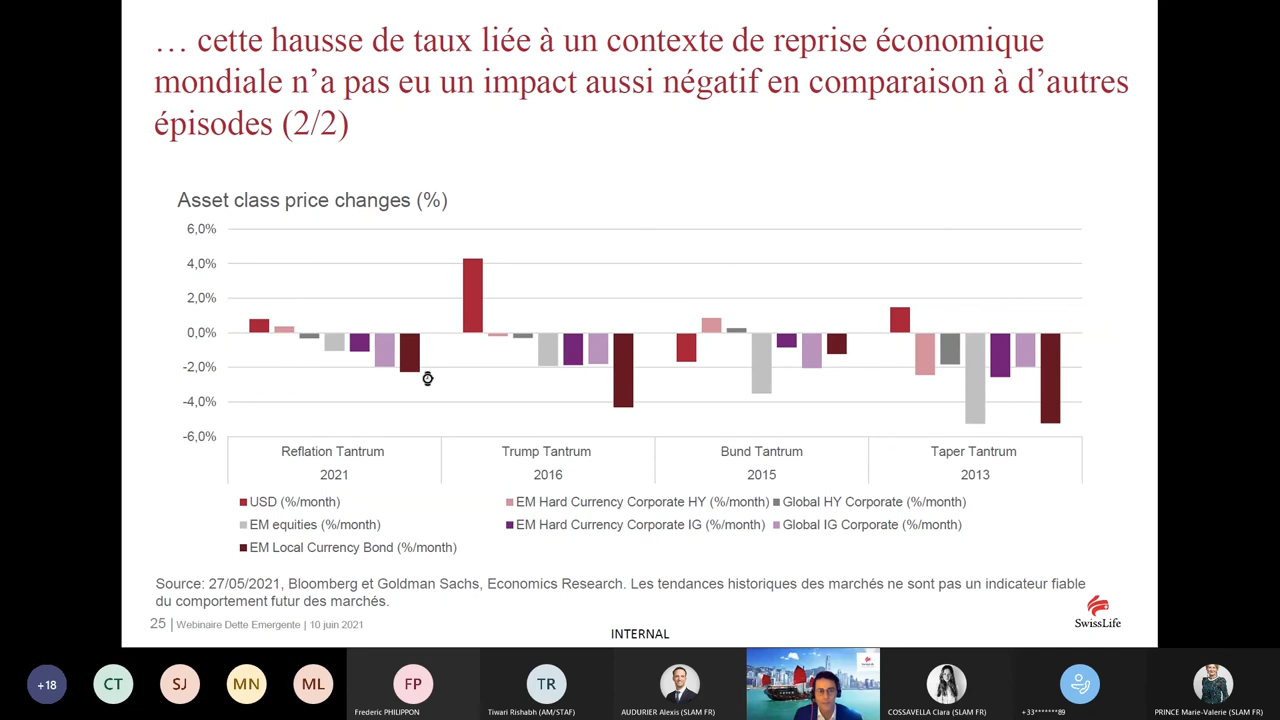 … cette hausse de taux liée à un contexte de reprise économique
mondiale n’a pas eu un impact aussi négatif en comparaison à d’autres
épisodes (2/2)
Asset class price changes (%)
6,0%
4,0%
2,0%
0,0%
-2,0%
-4,0%
-6,0%
Reflation Tantrum Trump Tantrum Bund Tantrum Taper Tantrum
2021 2016 2015 2013
USD (%/month) EM Hard Currency Corporate HY (%/month) Global HY Corporate (%/month)
EM equities (%/month) EM Hard Currency Corporate IG (%/month) Global IG Corporate (%/month)
EM Local Currency Bond (%/month)
Source: 27/05/2021, Bloomberg et Goldman Sachs, Economics Research. Les tendances historiques des marchés ne sont pas un indicateur fiable
du comportement futur des marchés.
SwissLife
25 | Webinaire Dette Emergente | 10 juin 2021
INTERNAL
+18 CT SJ MN ML FP TR
Frederic PHILIPPON Tiwari Rishabh (AM/STAF) AUDURIER Alexis (SLAM FR) COSSAVELLA Clara (SLAM FR) +33*******89 PRINCE Marie-Valerie (SLAM FR)